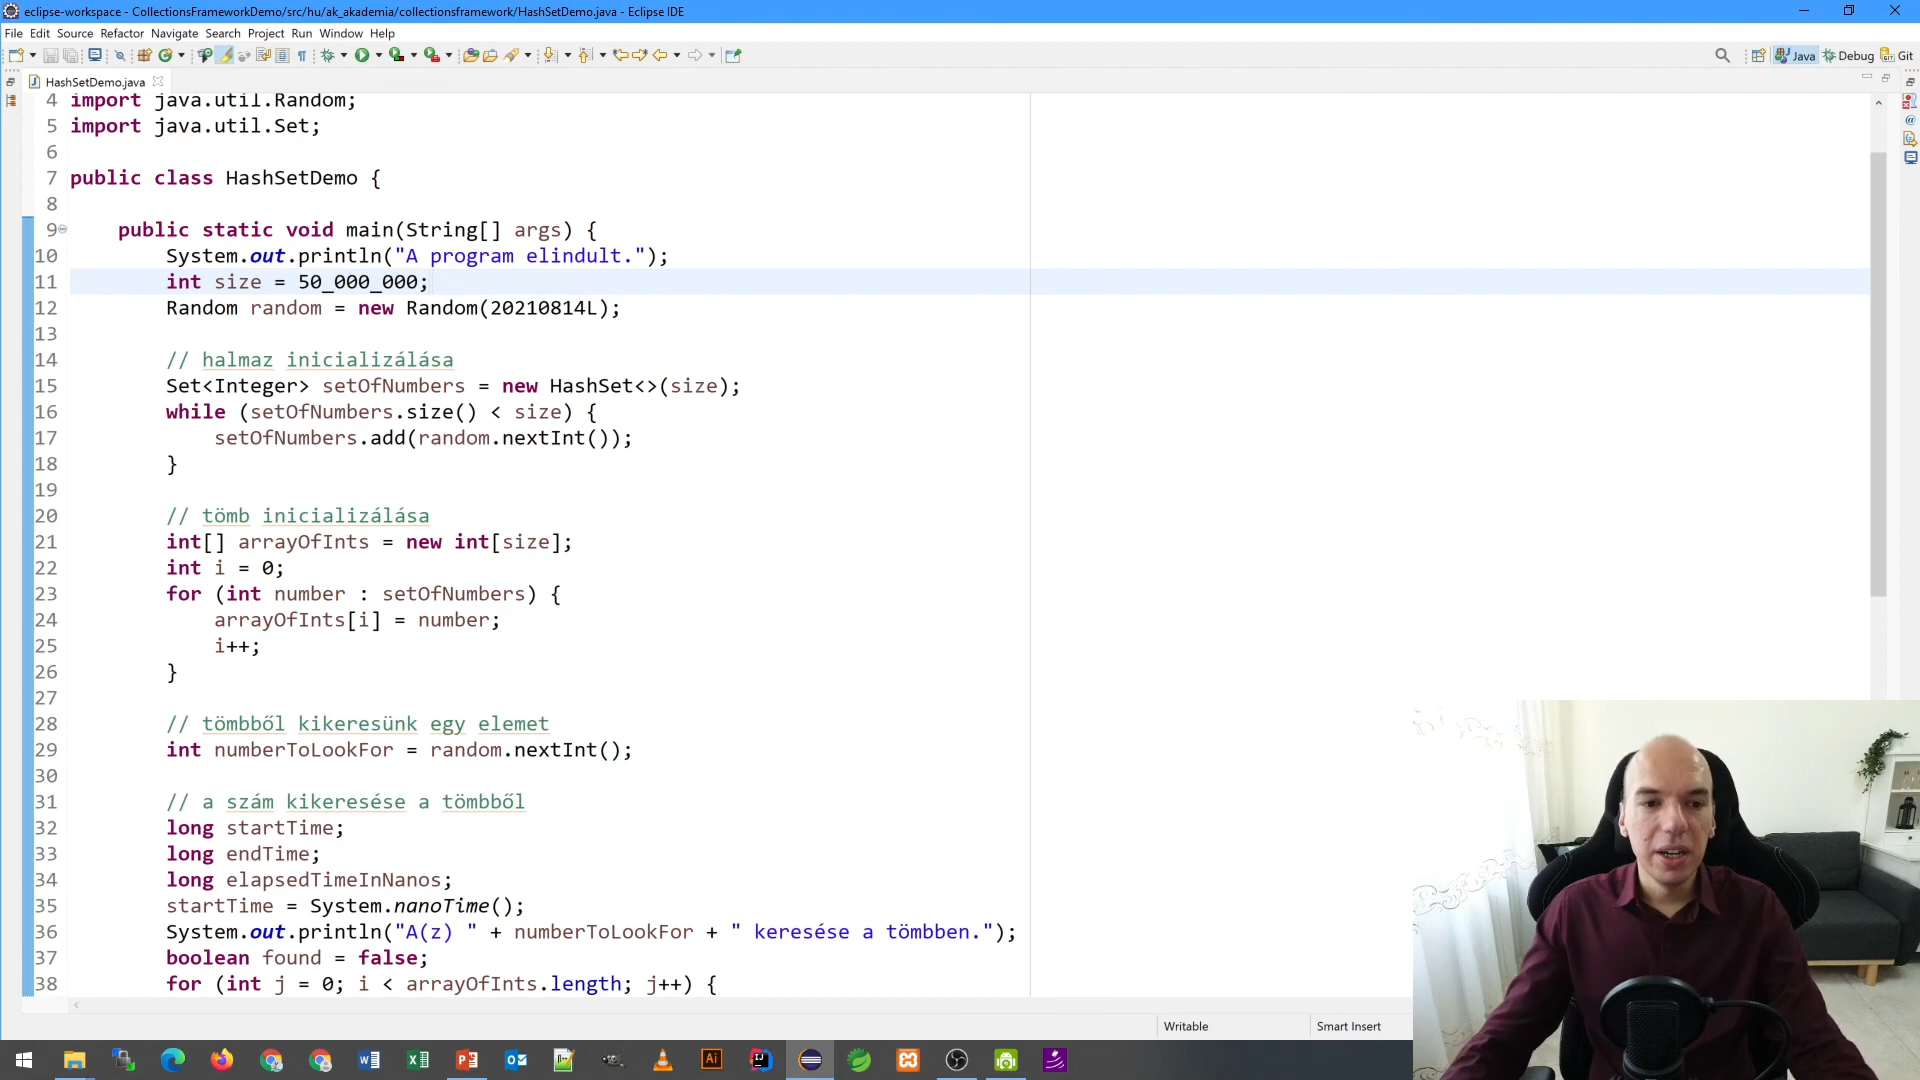 eclipse-workspace - CollectionsFrameworkDemo/src/hu/ak_akademia/collectionsframework/HashSetDemo.java - Eclipse IDE
File Edit Source Refactor Navigate Search Project Run Window Help
Java Debug Git
HashSetDemo.java
4 import java.util.Random;
5 import java.util.Set;
6
7 public class HashSetDemo {
8
9 public static void main(String[] args) {
10 System.out.println("A program elindult.");
11 int size = 50_000_000;
12 Random random = new Random(20210814L);
13
14 // halmaz inicializálása
15 Set<Integer> setOfNumbers = new HashSet<>(size);
16 while (setOfNumbers.size() < size) {
17 setOfNumbers.add(random.nextInt());
18 }
19
20 // tömb inicializálása
21 int[] arrayOfInts = new int[size];
22 int i = 0;
23 for (int number : setOfNumbers) {
24 arrayOfInts[i] = number;
25 i++;
26 }
27
28 // tömbből kikeresünk egy elemet
29 int numberToLookFor = random.nextInt();
30
31 // a szám kikeresése a tömbből
32 long startTime;
33 long endTime;
34 long elapsedTimeInNanos;
35 startTime = System.nanoTime();
36 System.out.println("A(z) " + numberToLookFor + " keresése a tömbben.");
37 boolean found = false;
38 for (int j = 0; i < arrayOfInts.length; j++) {
Writable Smart Insert